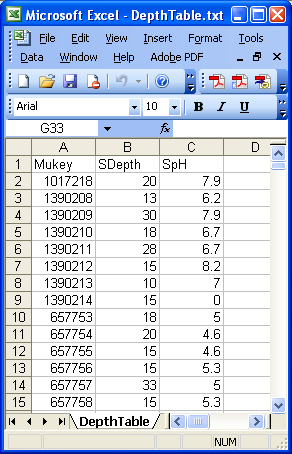 Microsoft Excel - DepthTable.txt
File Edit View Insert Format Tools
Data Window Help Adobe PDF
Arial 10 B I U
G33 fx
A B C D
1 Mukey SDepth SpH
2 1017218 20 7.9
3 1390208 13 6.2
4 1390209 30 7.9
5 1390210 18 6.7
6 1390211 28 6.7
7 1390212 15 8.2
8 1390213 10 7
9 1390214 15 0
10 657753 18 5
11 657754 20 4.6
12 657755 15 4.6
13 657756 15 5.3
14 657757 33 5
15 657758 15 5.3
DepthTable
NUM